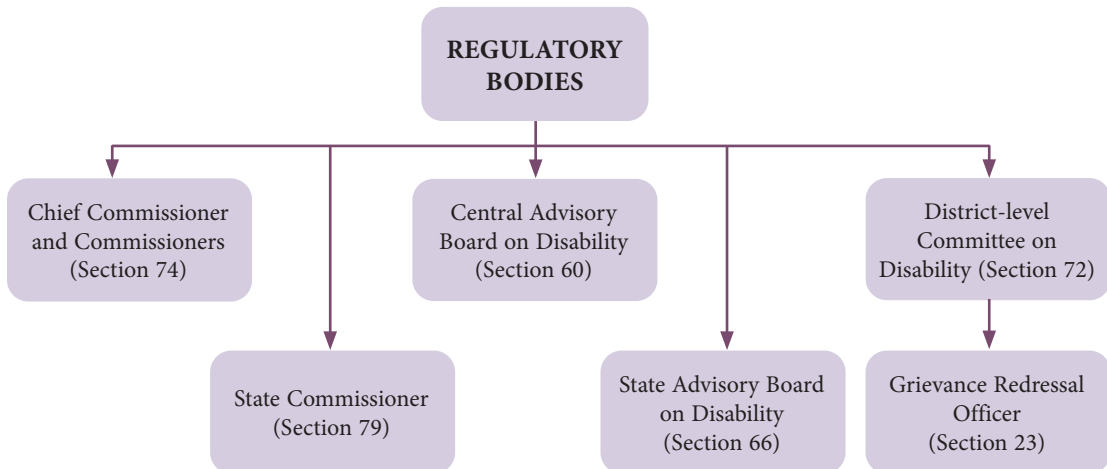 REGULATORY
BODIES
Chief Commissioner
and Commissioners
(Section 74)
Central Advisory
Board on Disability
(Section 60)
District-level
Committee on
Disability (Section 72)
State Commissioner
(Section 79)
State Advisory Board
on Disability
(Section 66)
Grievance Redressal
Officer
(Section 23)